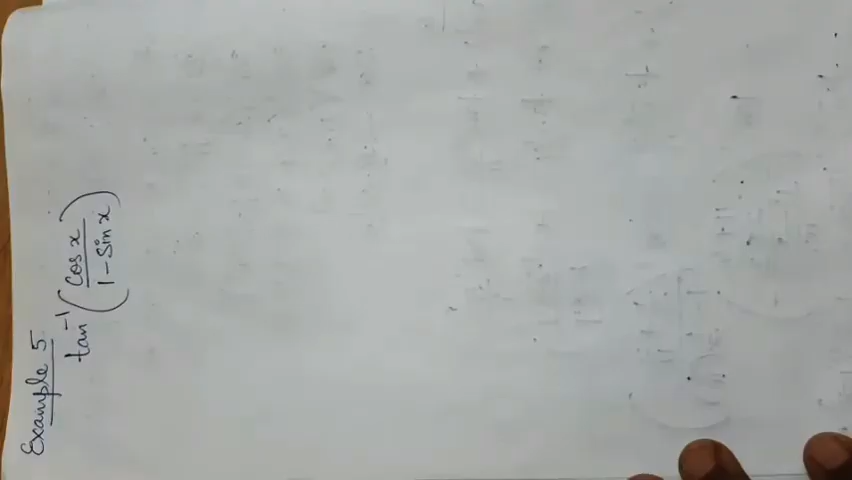 Example 5
tan⁻¹ (cos x / 1 - sin x)